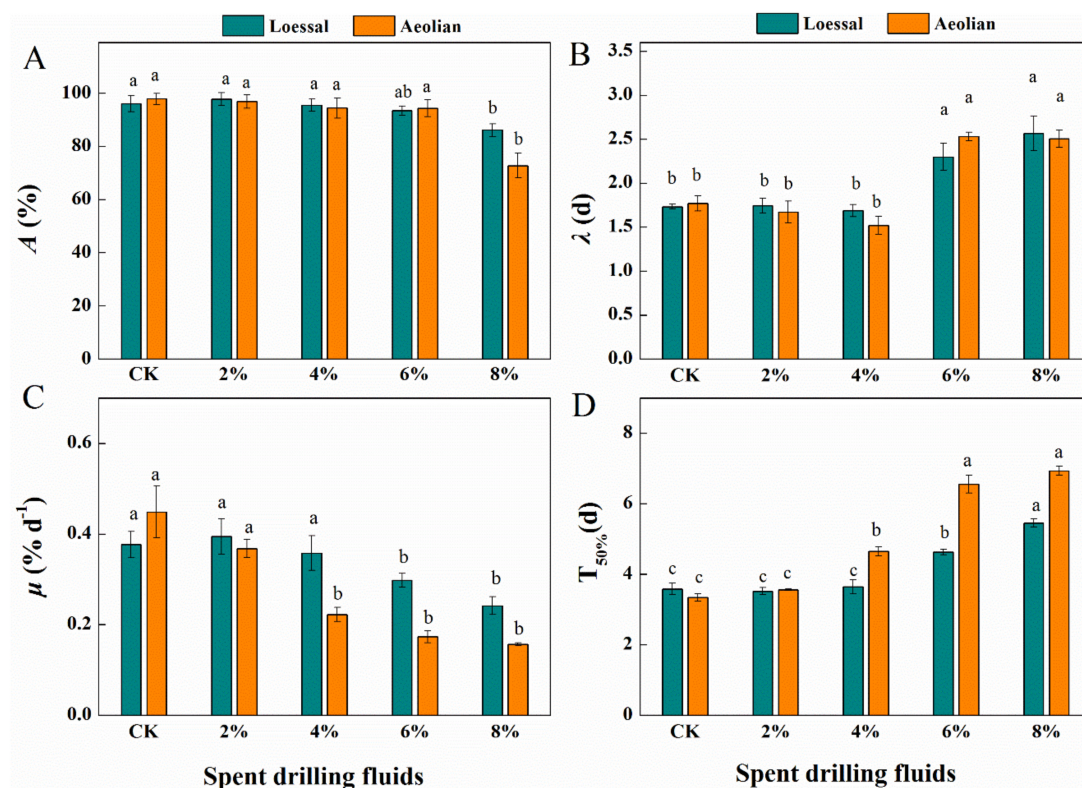 Loessal Aeolian
A
a a a a a a ab a b b
100
80
60
40
20
0
A (%)
CK 2% 4% 6% 8%
Loessal Aeolian
B
b b b b b b a a a a
3.5
3.0
2.5
2.0
1.5
1.0
0.5
0.0
λ (d)
CK 2% 4% 6% 8%
C
a a a a a b b b b b
0.6
0.4
0.2
0.0
μ (% d-1)
CK 2% 4% 6% 8%
Spent drilling fluids
D
c c c c c b b a a a
8
6
4
2
0
T50%(d)
CK 2% 4% 6% 8%
Spent drilling fluids